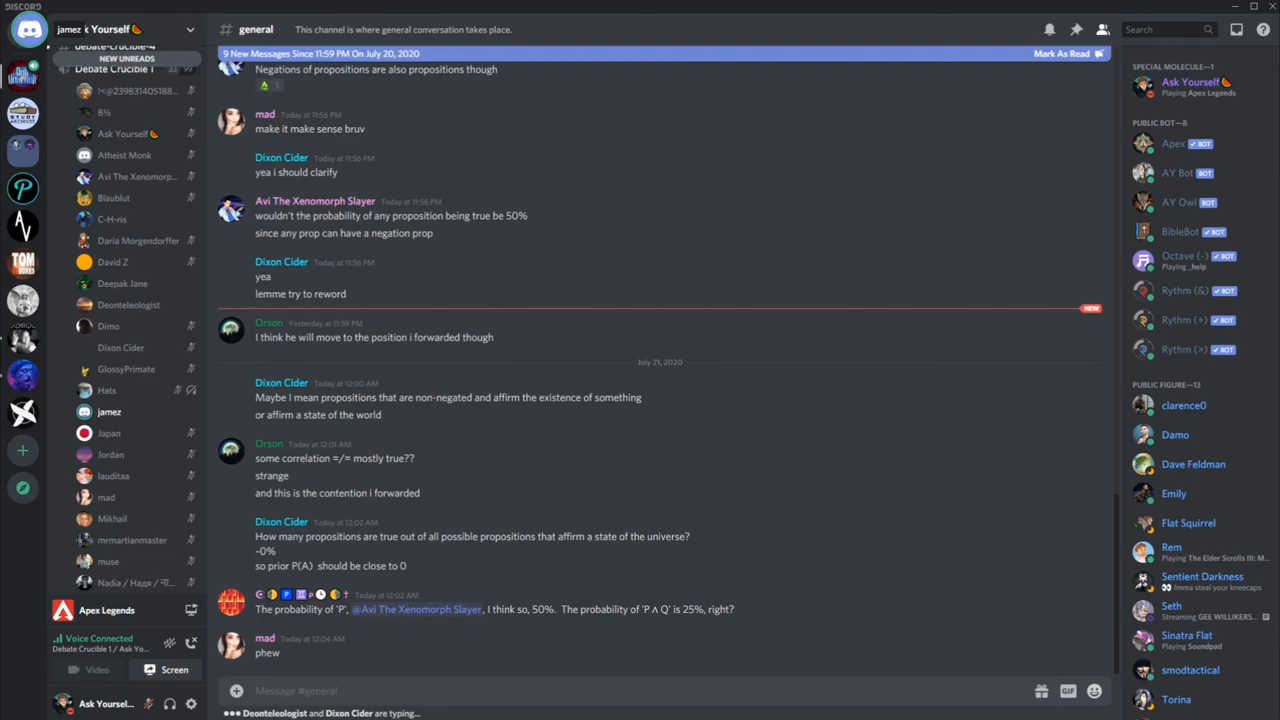 DISCORD
jamez
k Yourself 🍉
# general
This channel is where general conversation takes place.
Search
debate-crucible-4
NEW UNREADS
Debate Crucible 1
33
99
!<@239831405188...
8½
Ask Yourself 🍉
Atheist Monk
Avi The Xenomorp...
Blaublut
C-H-ris
Daria Morgendorffer
David Z
Deepak Jane
Deonteleologist
Dimo
Dixon Cider
GlossyPrimate
Hats
jamez
Japan
Jordan
lauditaa
mad
Mikhail
mrmartianmaster
muse
Nadia / Надя /
Apex Legends
Voice Connected
Debate Crucible 1 / Ask Yo...
Video
Screen
Ask Yoursel...
STUDY
ARCHIVES
TOM
BOXES
9 New Messages Since 11:59 PM On July 20, 2020
Mark As Read
Negations of propositions are also propositions though
1
mad Today at 11:56 PM
make it make sense bruv
Dixon Cider Today at 11:56 PM
yea i should clarify
Avi The Xenomorph Slayer Today at 11:56 PM
wouldn't the probability of any proposition being true be 50%
since any prop can have a negation prop
Dixon Cider Today at 11:56 PM
yea
lemme try to reword
NEW
Orson Yesterday at 11:59 PM
I think he will move to the position i forwarded though
July 21, 2020
Dixon Cider Today at 12:00 AM
Maybe I mean propositions that are non-negated and affirm the existence of something
or affirm a state of the world
Orson Today at 12:01 AM
some correlation =/= mostly true??
strange
and this is the contention i forwarded
Dixon Cider Today at 12:02 AM
How many propositions are true out of all possible propositions that affirm a state of the universe?
-0%
so prior P(A) should be close to 0
Today at 12:02 AM
The probability of 'P', @Avi The Xenomorph Slayer, I think so, 50%. The probability of 'P ∧ Q' is 25%, right?
mad Today at 12:04 AM
phew
Message #general
GIF
Deonteleologist and Dixon Cider are typing...
SPECIAL MOLECULE—1
Ask Yourself 🍉
Playing Apex Legends
PUBLIC BOT—8
Apex ✓ BOT
AY Bot BOT
AY Owl BOT
BibleBot ✓ BOT
Octave (-) ✓ BOT
Playing _help
Rythm (&) ✓ BOT
Rythm (+) ✓ BOT
Rythm (>) ✓ BOT
PUBLIC FIGURE—13
clarence0
Damo
Dave Feldman
Emily
Flat Squirrel
Rem
Playing The Elder Scrolls III: M...
Sentient Darkness
👀 Imma steal your kneecaps
Seth
Streaming GEE WILLIKERS...
Sinatra Flat
Playing Soundpad
smodtactical
Torina